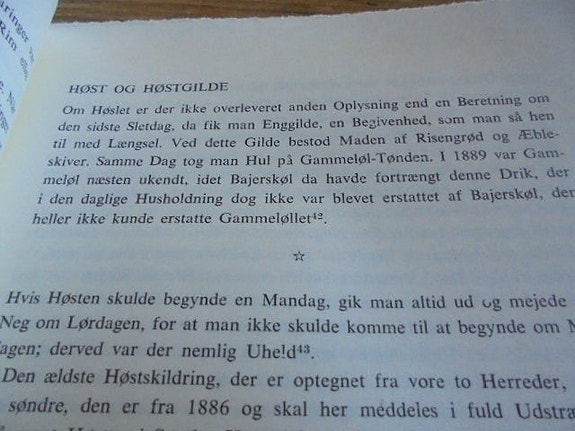 aringer
Rim
HØST OG HØSTGILDE
Om Høslet er der ikke overleveret anden Oplysning end en Beretning om
den sidste Sletdag, da fik man Enggilde, en Begivenhed, som man så hen
til med Længsel. Ved dette Gilde bestod Maden af Risengrød og Æble-
skiver. Samme Dag tog man Hul på Gammeløl-Tønden. I 1889 var Gam-
meløl næsten ukendt, idet Bajerskøl da havde fortrængt denne Drik, der
i den daglige Husholdning dog ikke var blevet erstattet af Bajerskøl, der
heller ikke kunde erstatte Gammeløllet⁴².
☆
Hvis Høsten skulde begynde en Mandag, gik man altid ud og mejede
Neg om Lørdagen, for at man ikke skulde komme til at begynde om
dagen; derved var der nemlig Uheld⁴³.
Den ældste Høstskildring, der er optegnet fra vore to Herreder,
søndre, den er fra 1886 og skal her meddeles i fuld Udstræ